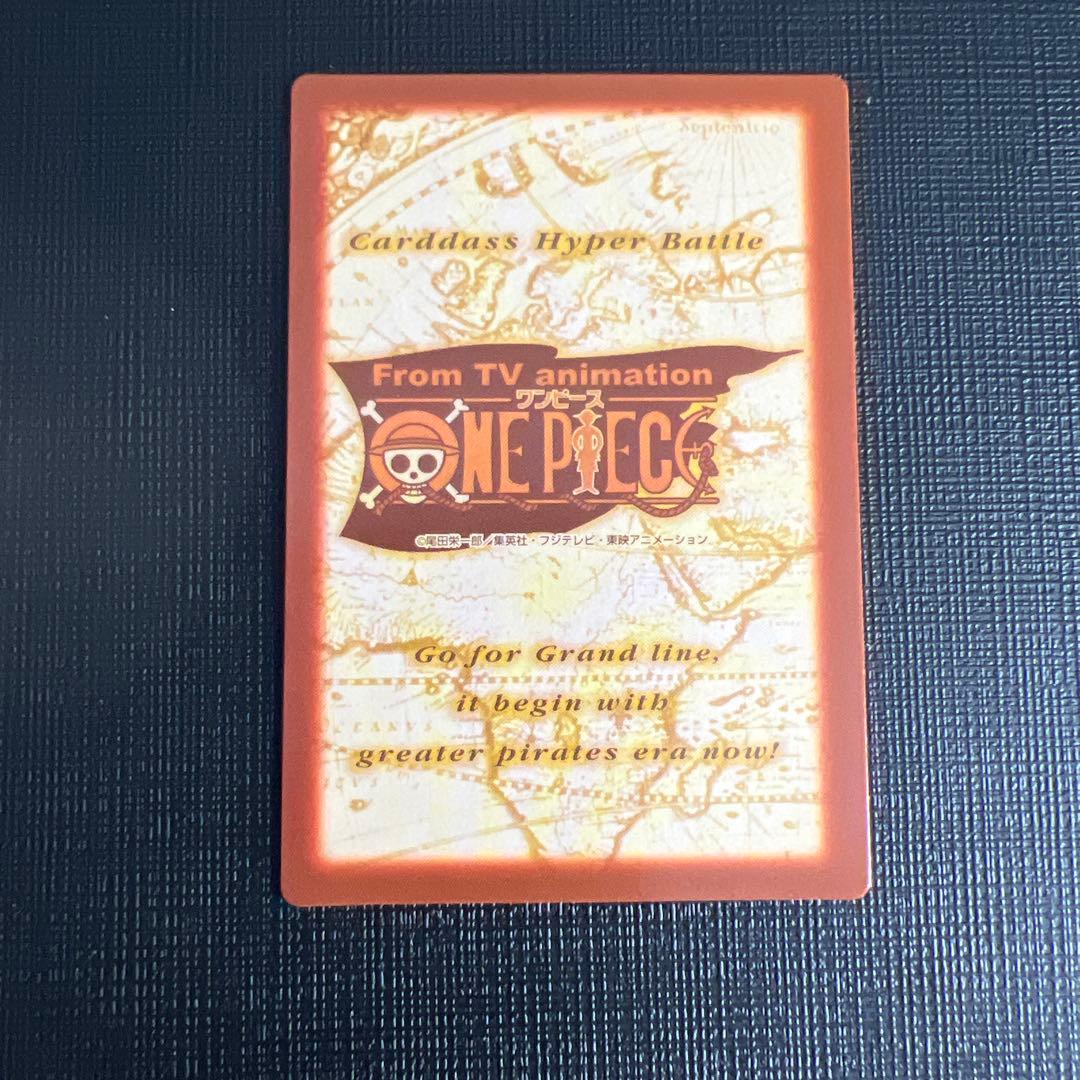 Septentrio
Carddass Hyper Battle
From TV animation
ワンピース
ONE PIECE
©尾田栄一郎／集英社・フジテレビ・東映アニメーション
Go for Grand line,
it begin with
greater pirates era now!